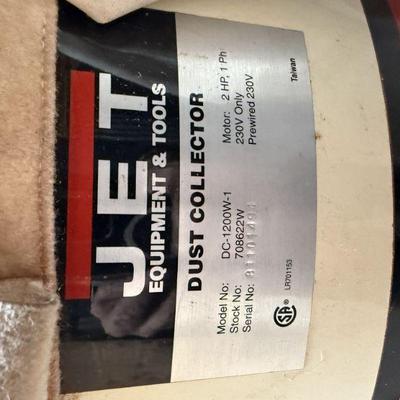 JET
EQUIPMENT & TOOLS
DUST COLLECTOR
Model No: DC-1200W-1
Stock No: 708622W
Serial No:
Motor: 2 HP, 1 Ph
230V Only
Prewired 230V
LR701153
Taiwan